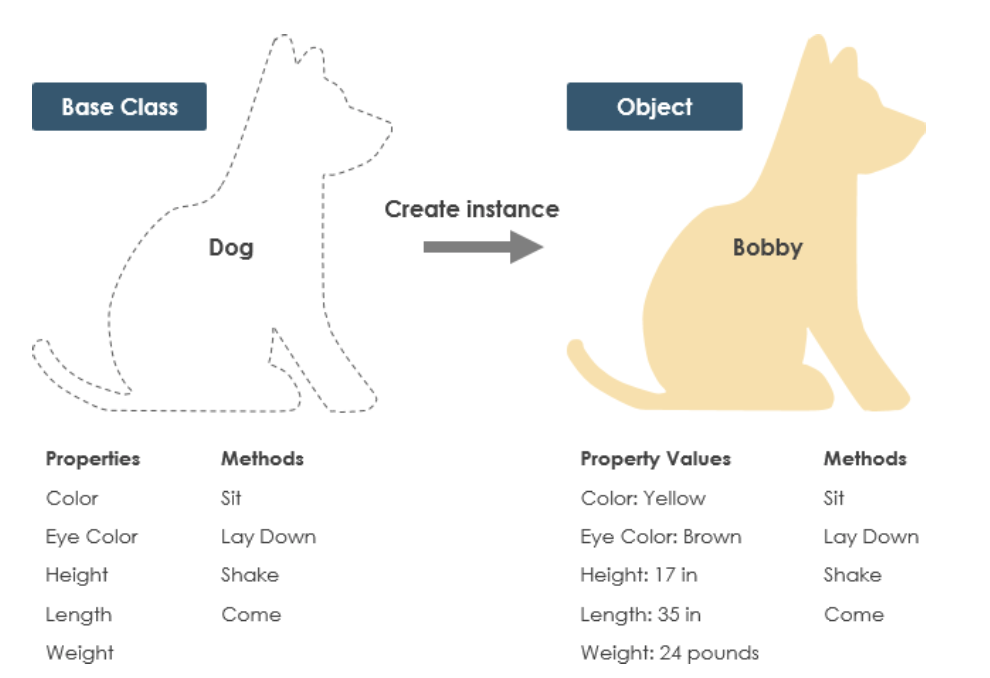 Base Class
Dog
Create instance
Object
Bobby
Properties
Color
Eye Color
Height
Length
Weight
Methods
Sit
Lay Down
Shake
Come
Property Values
Color: Yellow
Eye Color: Brown
Height: 17 in
Length: 35 in
Weight: 24 pounds
Methods
Sit
Lay Down
Shake
Come